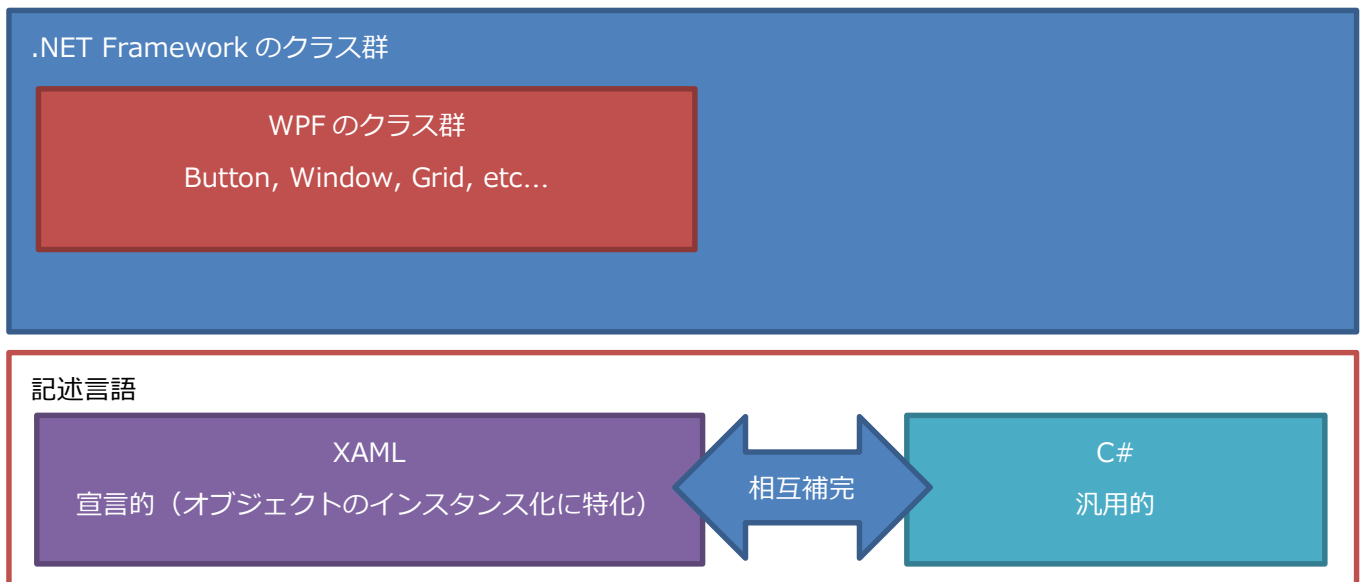 .NET Framework のクラス群
WPF のクラス群
Button, Window, Grid, etc...
記述言語
XAML
宣言的（オブジェクトのインスタンス化に特化）
相互補完
C#
汎用的